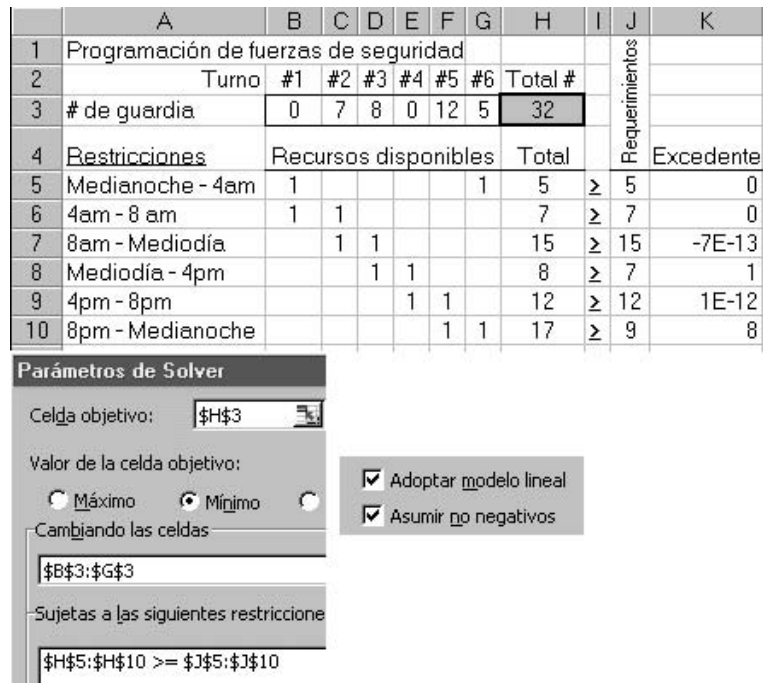 A B C D E F G H I J K
1 Programación de fuerzas de seguridad
2 Turno #1 #2 #3 #4 #5 #6 Total #
3 # de guardia 0 7 8 0 12 5 32
Requerimientos
4 Restricciones Recursos disponibles Total Excedente
5 Medianoche - 4am 1 1 5 ≥ 5 0
6 4am - 8 am 1 1 7 ≥ 7 0
7 8am - Mediodía 1 1 15 ≥ 15 -7E-13
8 Mediodía - 4pm 1 1 8 ≥ 7 1
9 4pm - 8pm 1 1 12 ≥ 12 1E-12
10 8pm - Medianoche 1 1 17 ≥ 9 8
Parámetros de Solver
Celda objetivo: $H$3
Valor de la celda objetivo:
Máximo Mínimo
Adoptar modelo lineal
Asumir no negativos
Cambiando las celdas
$B$3:$G$3
Sujetas a las siguientes restriccione
$H$5:$H$10 >= $J$5:$J$10